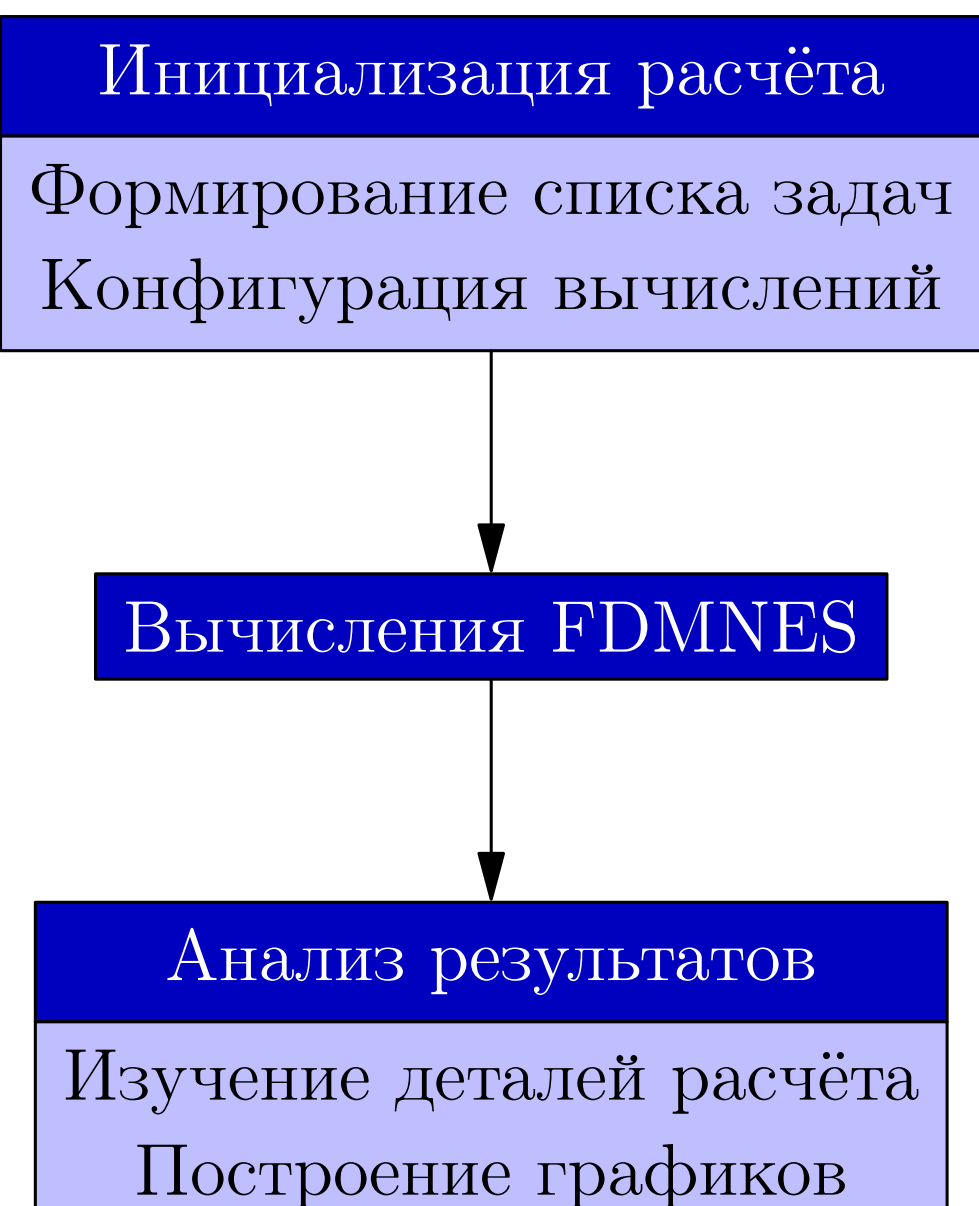 Инициализация расчёта
Формирование списка задач
Конфигурация вычислений
Вычисления FDMNES
Анализ результатов
Изучение деталей расчёта
Построение графиков